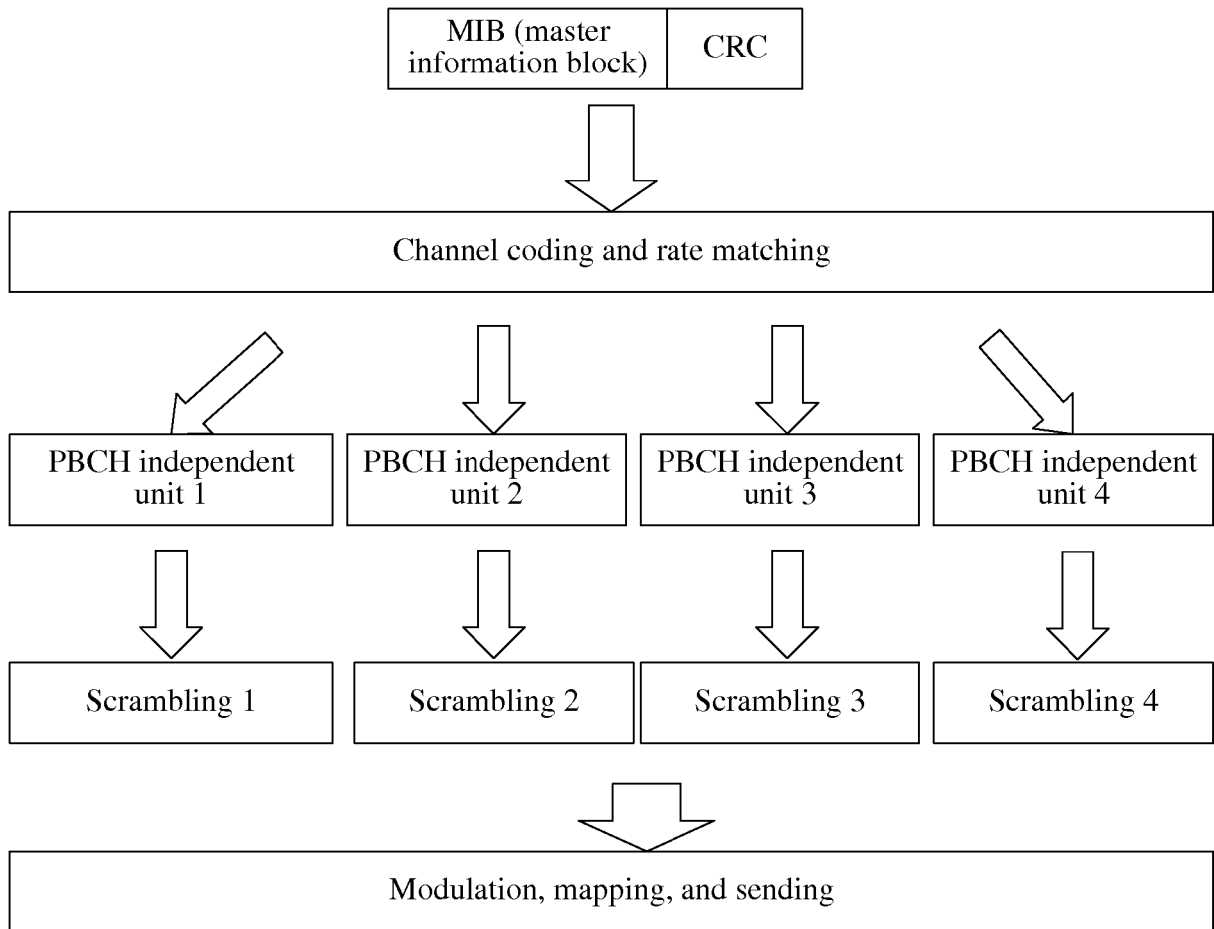 MIB (master
information block)
CRC
Channel coding and rate matching
PBCH independent
unit 1
PBCH independent
unit 2
PBCH independent
unit 3
PBCH independent
unit 4
Scrambling 1
Scrambling 2
Scrambling 3
Scrambling 4
Modulation, mapping, and sending